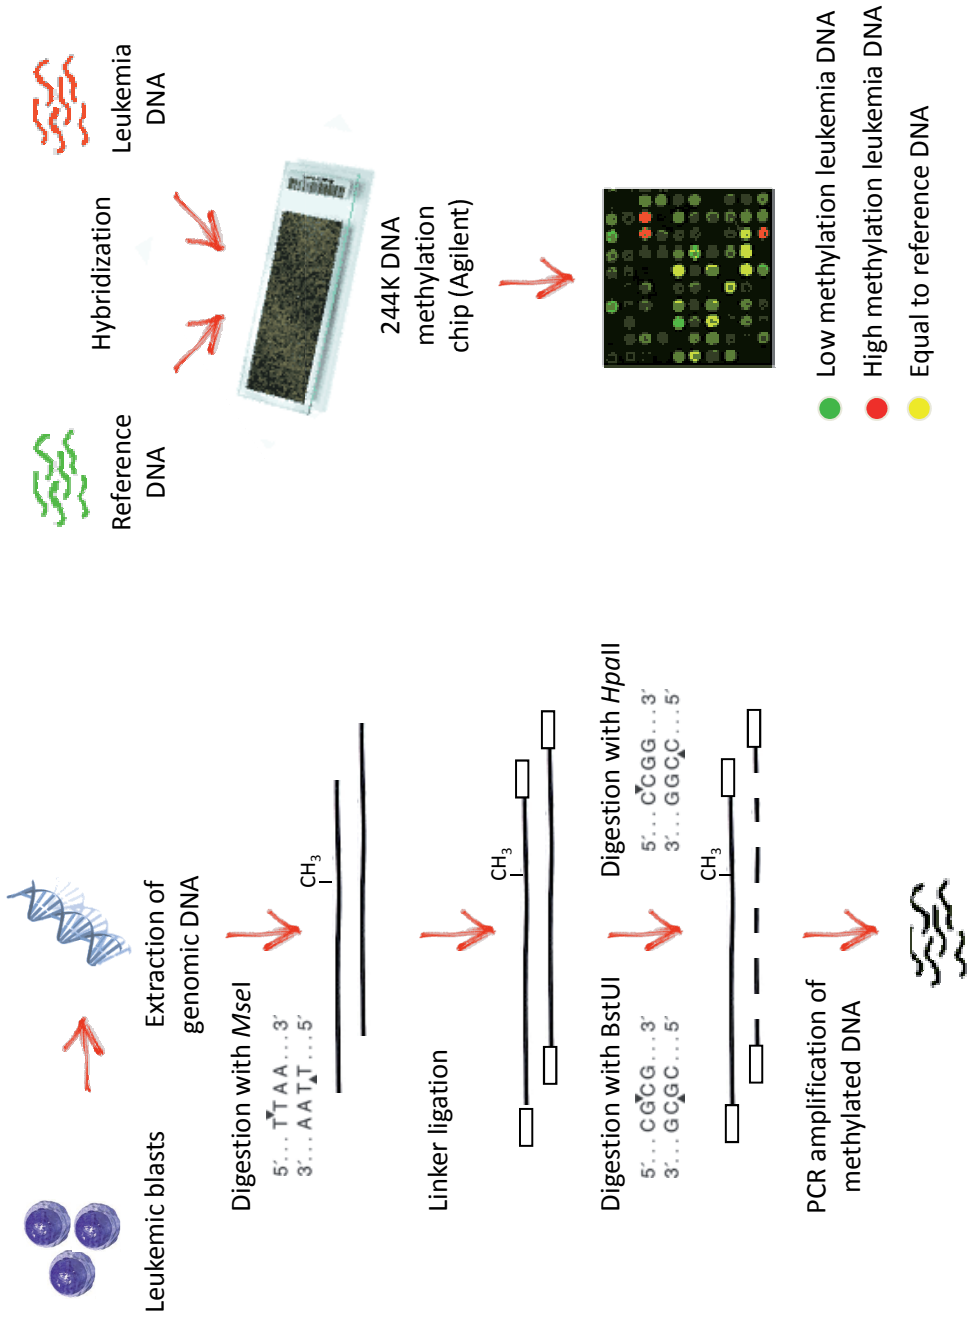 Leukemic blasts
Extraction of
genomic DNA
Digestion with MseI
5′... T T A A ... 3′
3′... A A T T ... 5′
CH3
Linker ligation
CH3
Digestion with BstUI
5′... C G C G ... 3′
3′... G C G C ... 5′
Digestion with HpaII
5′... C C G G ... 3′
3′... G G C C ... 5′
CH3
PCR amplification of
methylated DNA
Reference
DNA
Hybridization
Leukemia
DNA
244K DNA
methylation
chip (Agilent)
Low methylation leukemia DNA
High methylation leukemia DNA
Equal to reference DNA